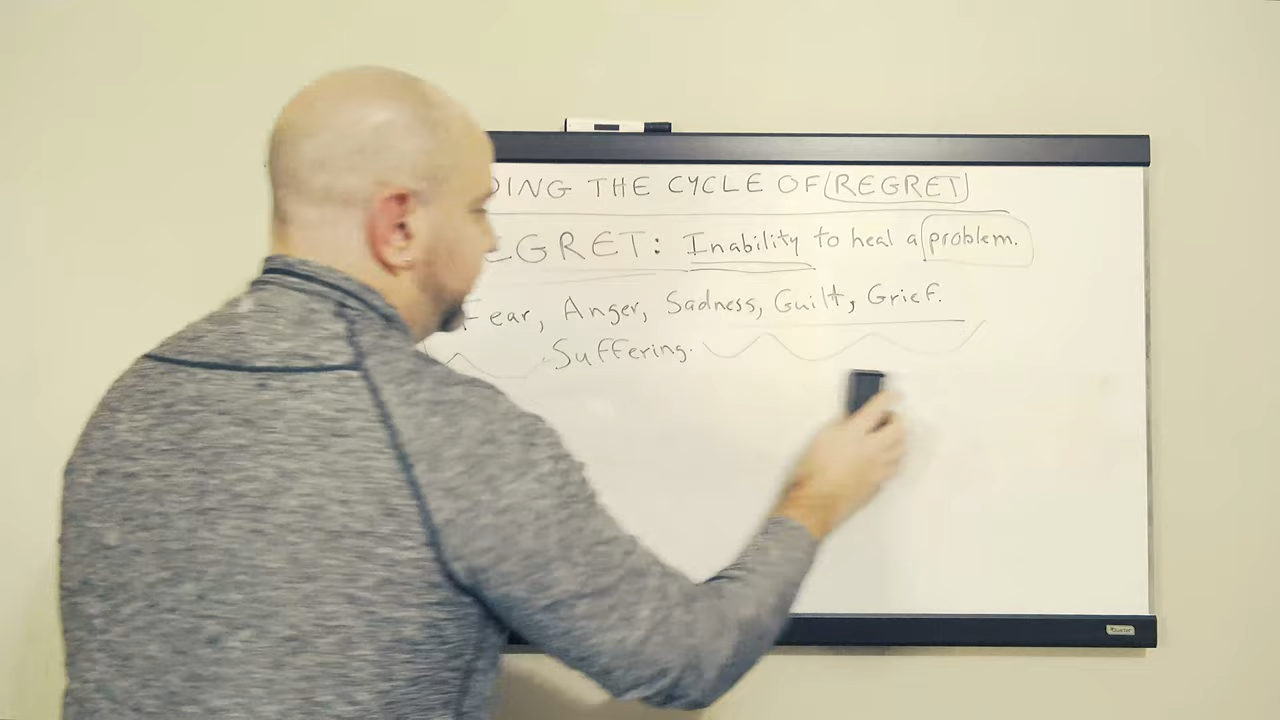 DING THE CYCLE OF REGRET
EGRET: Inability to heal a problem.
Fear, Anger, Sadness, Guilt, Grief.
Suffering.